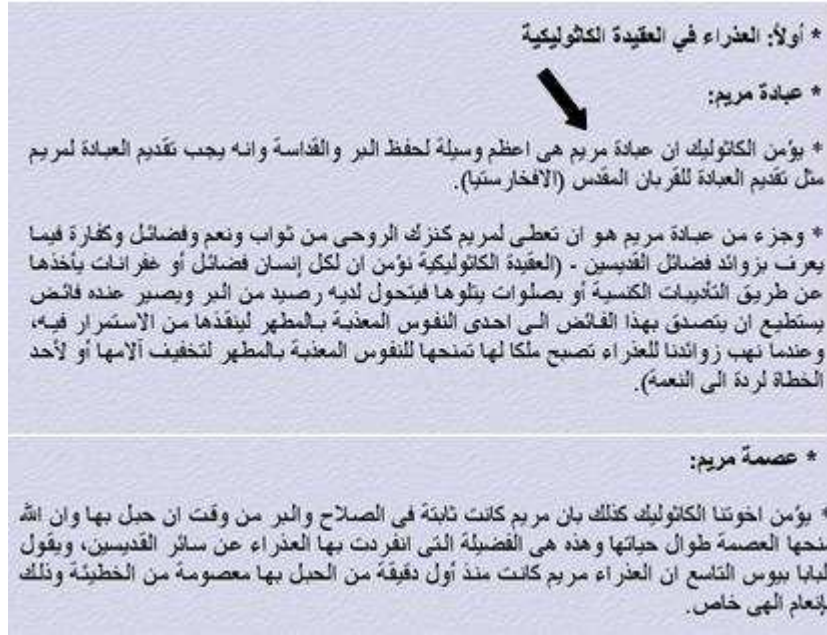 * أولاً: العذراء في العقيدة الكاثوليكية
* عبادة مريم:
* يؤمن الكاثوليك ان عبادة مريم هى اعظم وسيلة لحفظ البر والقداسة وانه يجب تقديم العبادة لمريم
مثل تقديم العبادة للقربان المقدس (الافخارستيا).
* وجزء من عبادة مريم هو ان تعطى لمريم كنزك الروحى من ثواب ونعم وفضائل وكفارة فيما
يعرف بزوائد فضائل القديسين - (العقيدة الكاثوليكية نؤمن ان لكل إنسان فضائل أو غفرانات يأخذها
عن طريق التأديبات الكنسية أو بصلوات يتلوها فيتحول لديه رصيد من البر ويصير عنده فائض
يستطيع ان يتصدق بهذا الفائض الى احدى النفوس المعذبة بالمطهر لينقذها من الاستمرار فيه،
وعندما نهب زوائدنا للعذراء تصبح ملكا لها تمنحها للنفوس المعذبة بالمطهر لتخفيف آلامها أو لأحد
الخطاة لردة الى النعمة).
* عصمة مريم:
* يؤمن اخوتنا الكاثوليك كذلك بان مريم كانت ثابتة فى الصلاح والبر من وقت ان حبل بها وان الله
منحها العصمة طوال حياتها وهذه هى الفضيلة التى انفردت بها العذراء عن سائر القديسين، ويقول
لبابا بيوس التاسع ان العذراء مريم كانت منذ أول دقيقة من الحبل بها معصومة من الخطيئة وذلك
بإنعام الهى خاص.